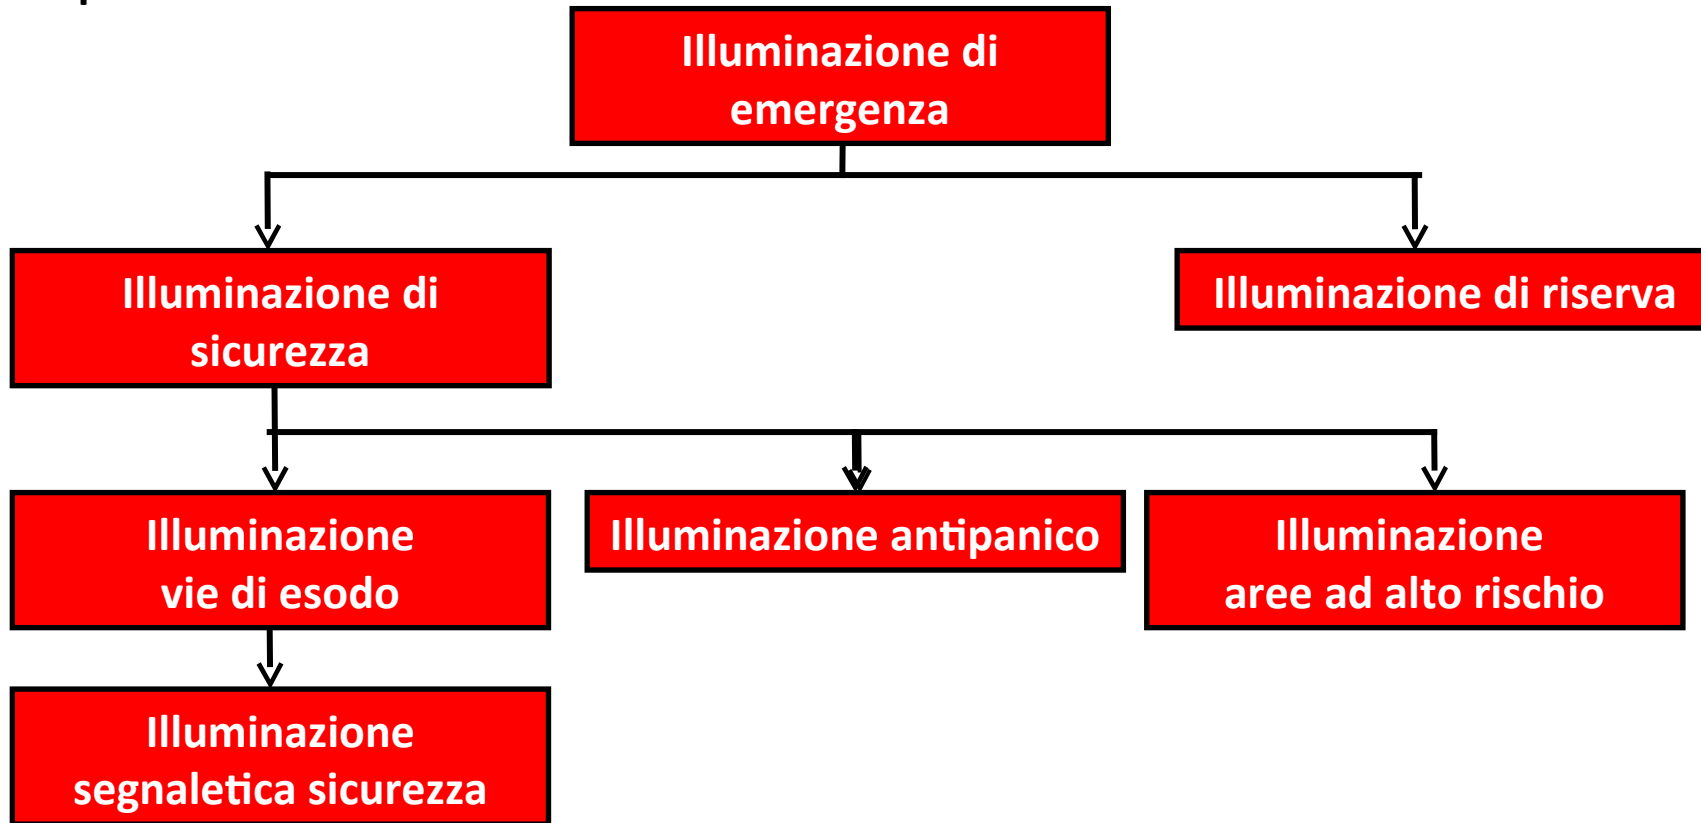 Illuminazione di
emergenza
Illuminazione di
sicurezza
Illuminazione di riserva
Illuminazione
vie di esodo
Illuminazione antipanico
Illuminazione
aree ad alto rischio
Illuminazione
segnaletica sicurezza